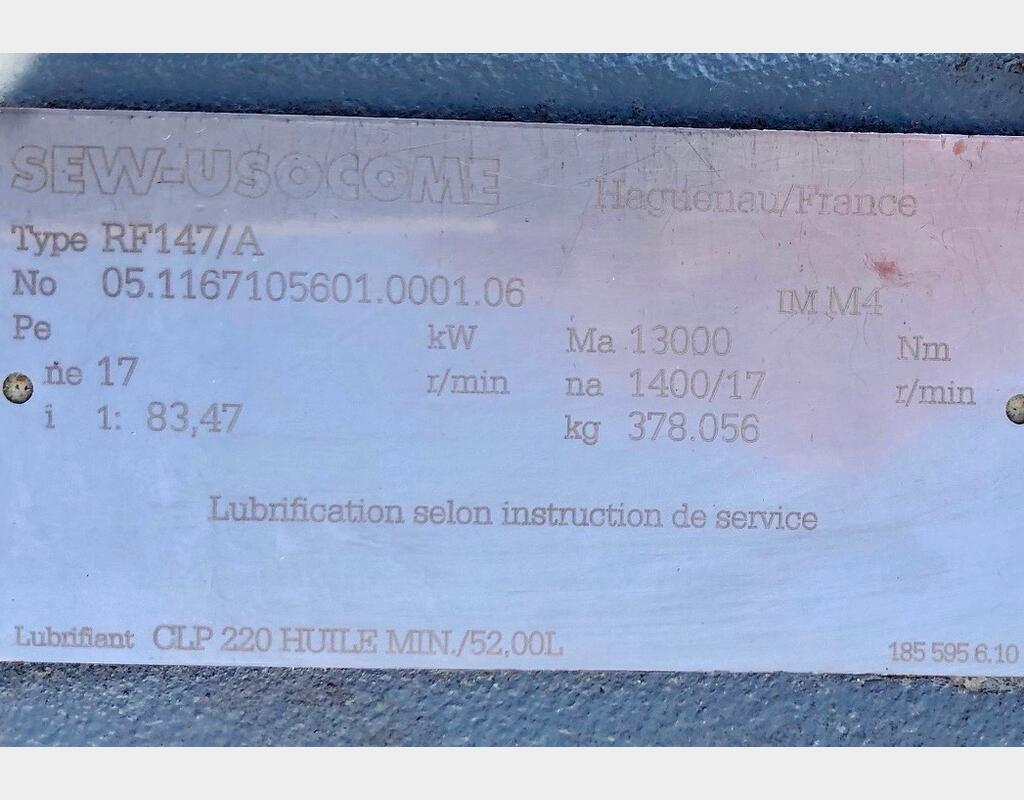 SEW-USOCOME Haguenau/France
Type RF147/A
No 05.1167105601.0001.06 IM M4
Pe kW Ma 13000 Nm
ne 17 r/min na 1400/17 r/min
i 1: 83,47 kg 378.056
Lubrification selon instruction de service
Lubrifiant CLP 220 HUILE MIN./52,00L 185 595 6.10